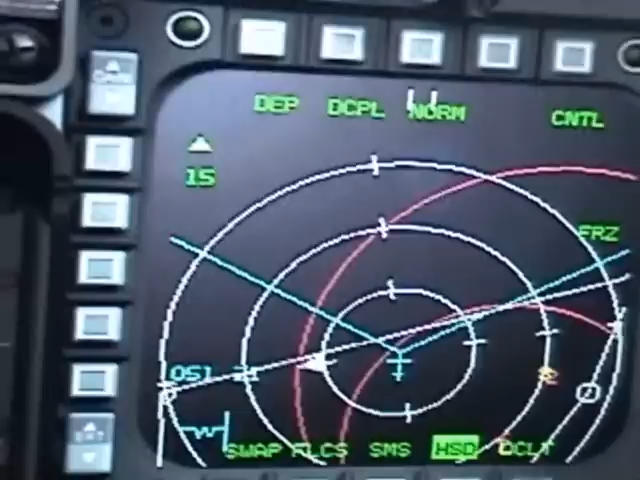 DEP DCPL NORM CNTL
15
FRZ
051
SWAP FLCS SMS HSD DCLT